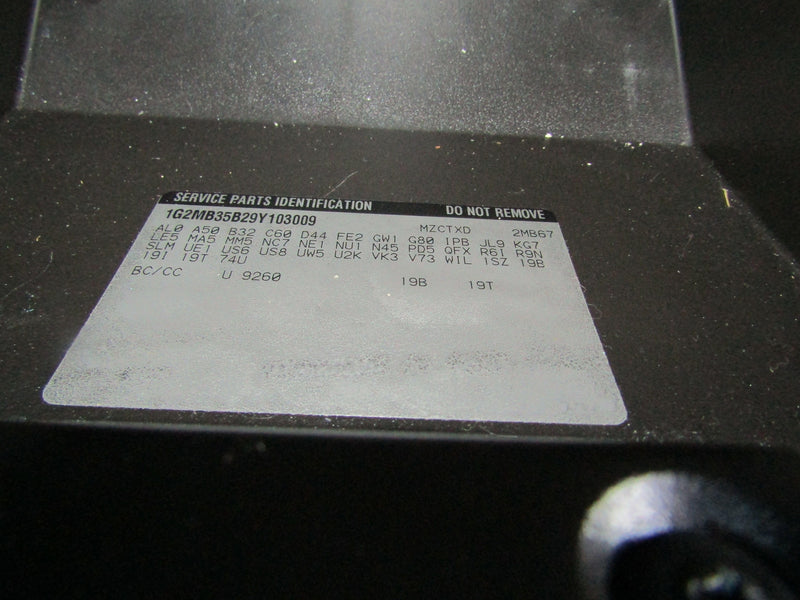 SERVICE PARTS IDENTIFICATION DO NOT REMOVE
1G2MB35B29Y103009 MZCTXD 2MB67
AL0 A50 B32 C60 D44 FE2 GW1 G80 IPB JL9 KG7
LE5 MA5 MM5 NC7 NE1 NU1 N45 PD5 QFX R6I R9N
SLM UE1 US6 US8 UW5 U2K VK3 V73 WIL 1SZ 19B
19I 19T 74U
BC/CC U 9260 19B 19T